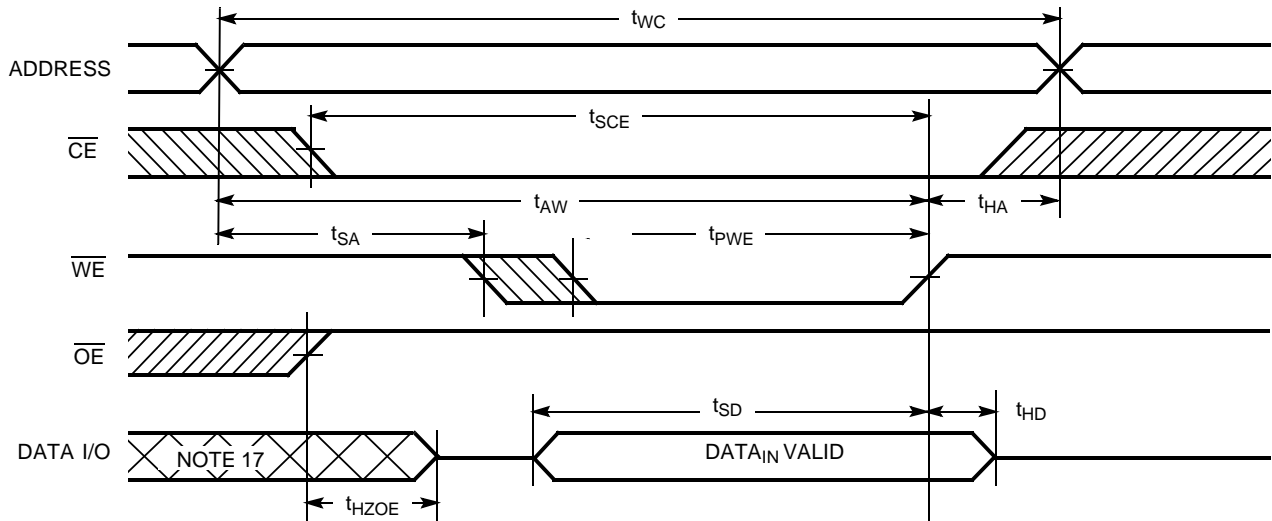 tWC
ADDRESS
tSCE
CE
tAW
tHA
tSA
tPWE
WE
OE
tSD
tHD
DATA I/O
NOTE 17
DATAIN VALID
tHZOE